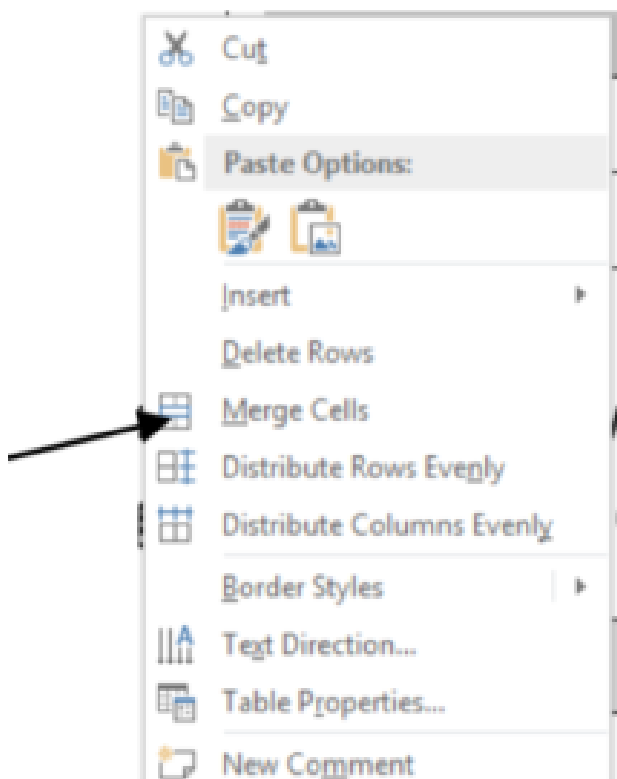 Cut
Copy
Paste Options:
Insert
Delete Rows
Merge Cells
Distribute Rows Evenly
Distribute Columns Evenly
Border Styles
Text Direction...
Table Properties...
New Comment